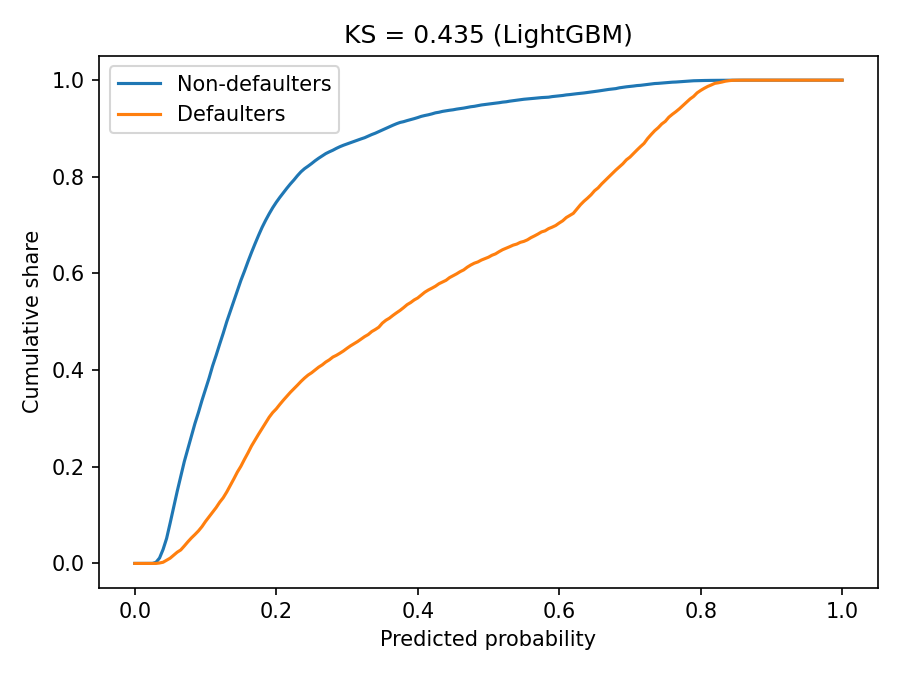 KS = 0.435 (LightGBM)
Non-defaulters
Defaulters
Cumulative share
1.0
0.8
0.6
0.4
0.2
0.0
0.0 0.2 0.4 0.6 0.8 1.0
Predicted probability